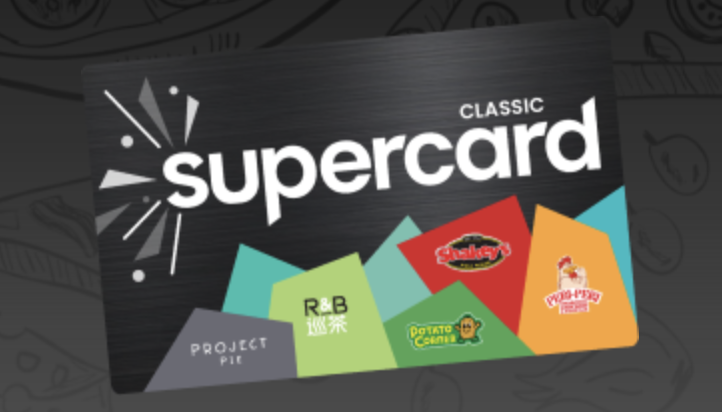 CLASSIC
supercard
Shakey's
R&B
巡茶
PERi-PERi
POTATO
CORNER
PROJECT
PIE